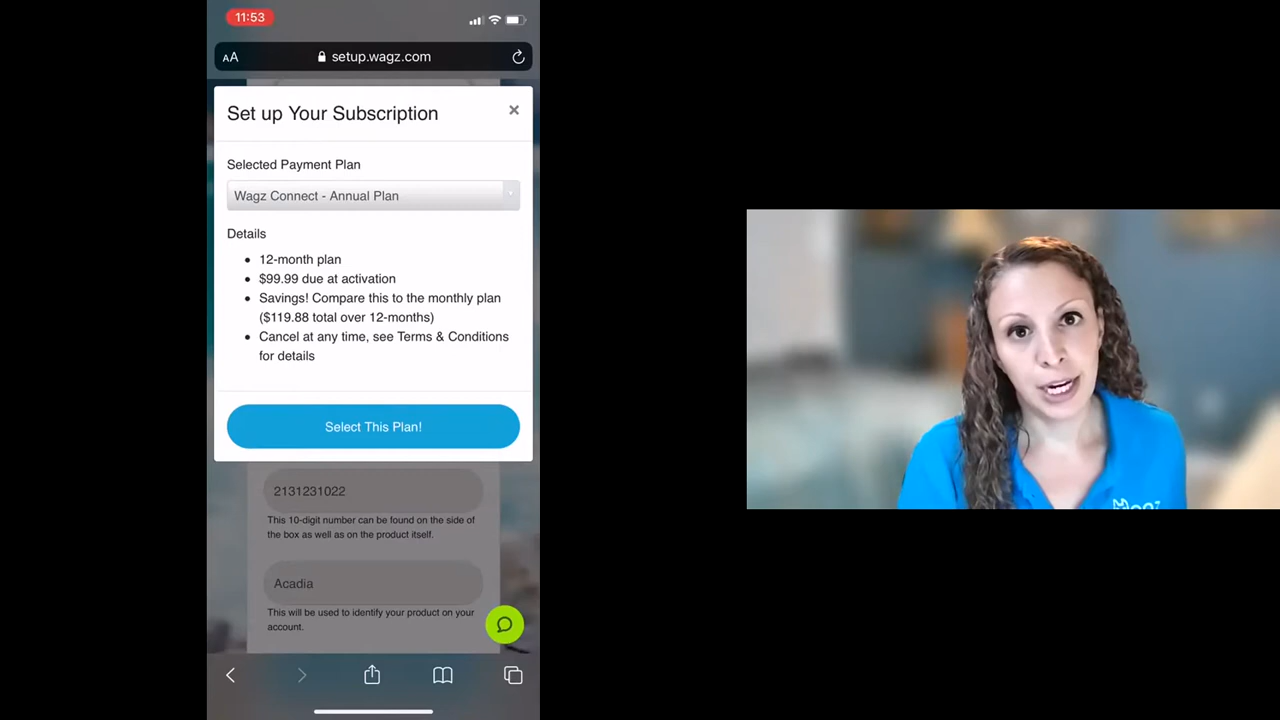 11:53
AA
setup.wagz.com
Set up Your Subscription
×
Selected Payment Plan
Wagz Connect - Annual Plan
Details
• 12-month plan
• $99.99 due at activation
• Savings! Compare this to the monthly plan
($119.88 total over 12-months)
• Cancel at any time, see Terms & Conditions
for details
Select This Plan!
2131231022
This 10-digit number can be found on the side of
the box as well as on the product itself.
Acadia
This will be used to identify your product on your
account.